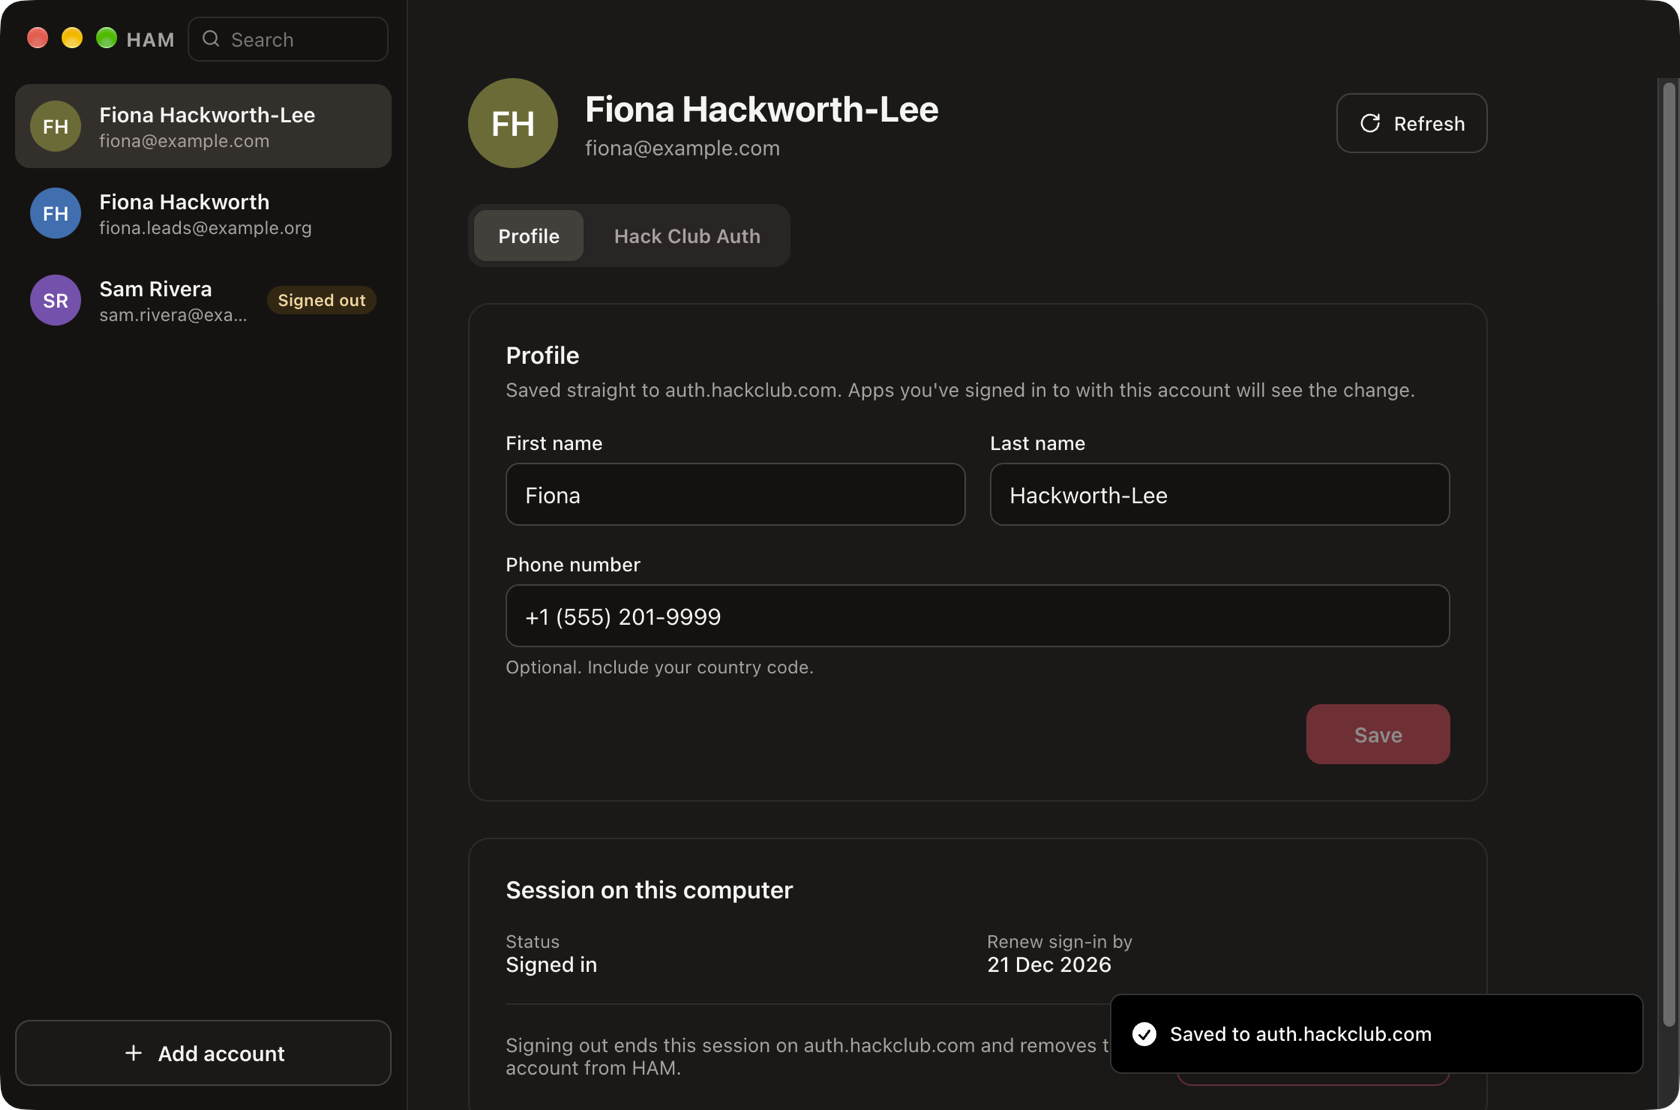 HAM
Search
FH
Fiona Hackworth-Lee
fiona@example.com
FH
Fiona Hackworth
fiona.leads@example.org
SR
Sam Rivera
sam.rivera@exa...
Signed out
Add account
FH
Fiona Hackworth-Lee
fiona@example.com
Refresh
Profile
Hack Club Auth
Profile
Saved straight to auth.hackclub.com. Apps you've signed in to with this account will see the change.
First name
Last name
Fiona
Hackworth-Lee
Phone number
+1 (555) 201-9999
Optional. Include your country code.
Save
Session on this computer
Status
Renew sign-in by
Signed in
21 Dec 2026
Signing out ends this session on auth.hackclub.com and removes t
account from HAM.
Saved to auth.hackclub.com